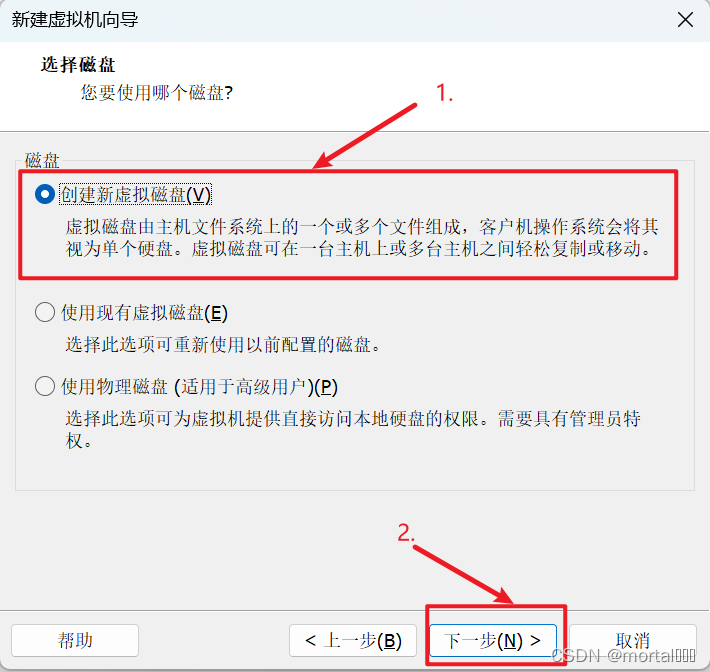 新建虚拟机向导
选择磁盘
您要使用哪个磁盘?
1.
磁盘
创建新虚拟磁盘(V)
虚拟磁盘由主机文件系统上的一个或多个文件组成，客户机操作系统会将其
视为单个硬盘。虚拟磁盘可在一台主机上或多台主机之间轻松复制或移动。
使用现有虚拟磁盘(E)
选择此选项可重新使用以前配置的磁盘。
使用物理磁盘 (适用于高级用户)(P)
选择此选项可为虚拟机提供直接访问本地硬盘的权限。需要具有管理员特
权。
2.
帮助
< 上一步(B)
下一步(N) >
取消
CSDN @mortal